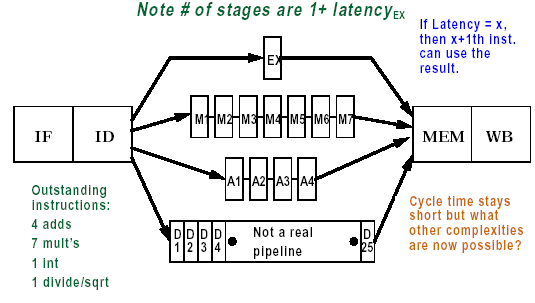 Note # of stages are 1+ latencyEX
If Latency = x,
then x+1th inst.
can use the
result.
EX
M1 M2 M3 M4 M5 M6 M7
IF ID
MEM WB
A1 A2 A3 A4
Outstanding
instructions:
4 adds
7 mult's
1 int
1 divide/sqrt
D1 D2 D3 D4
Not a real
pipeline
D25
Cycle time stays
short but what
other complexities
are now possible?